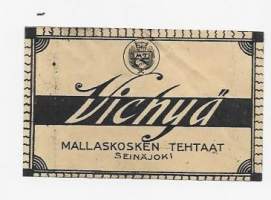 Vichyä
MALLASKOSKEN TEHTAAT
SEINÄJOKI